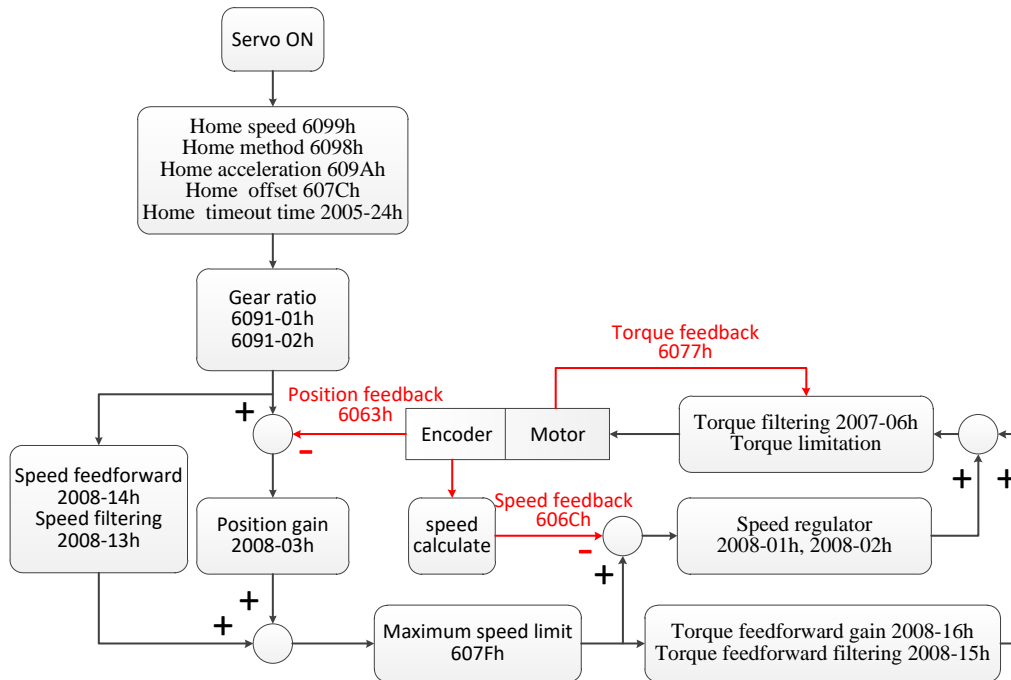 Servo ON
Home speed 6099h
Home method 6098h
Home acceleration 609Ah
Home offset 607Ch
Home timeout time 2005-24h
Gear ratio
6091-01h
6091-02h
Torque feedback
6077h
Position feedback
6063h
+
-
Encoder
Motor
Torque filtering 2007-06h
Torque limitation
+
+
Speed feedforward
2008-14h
Speed filtering
2008-13h
Position gain
2008-03h
speed
calculate
Speed feedback
606Ch
-
+
Speed regulator
2008-01h, 2008-02h
+
+
Maximum speed limit
607Fh
Torque feedforward gain 2008-16h
Torque feedforward filtering 2008-15h